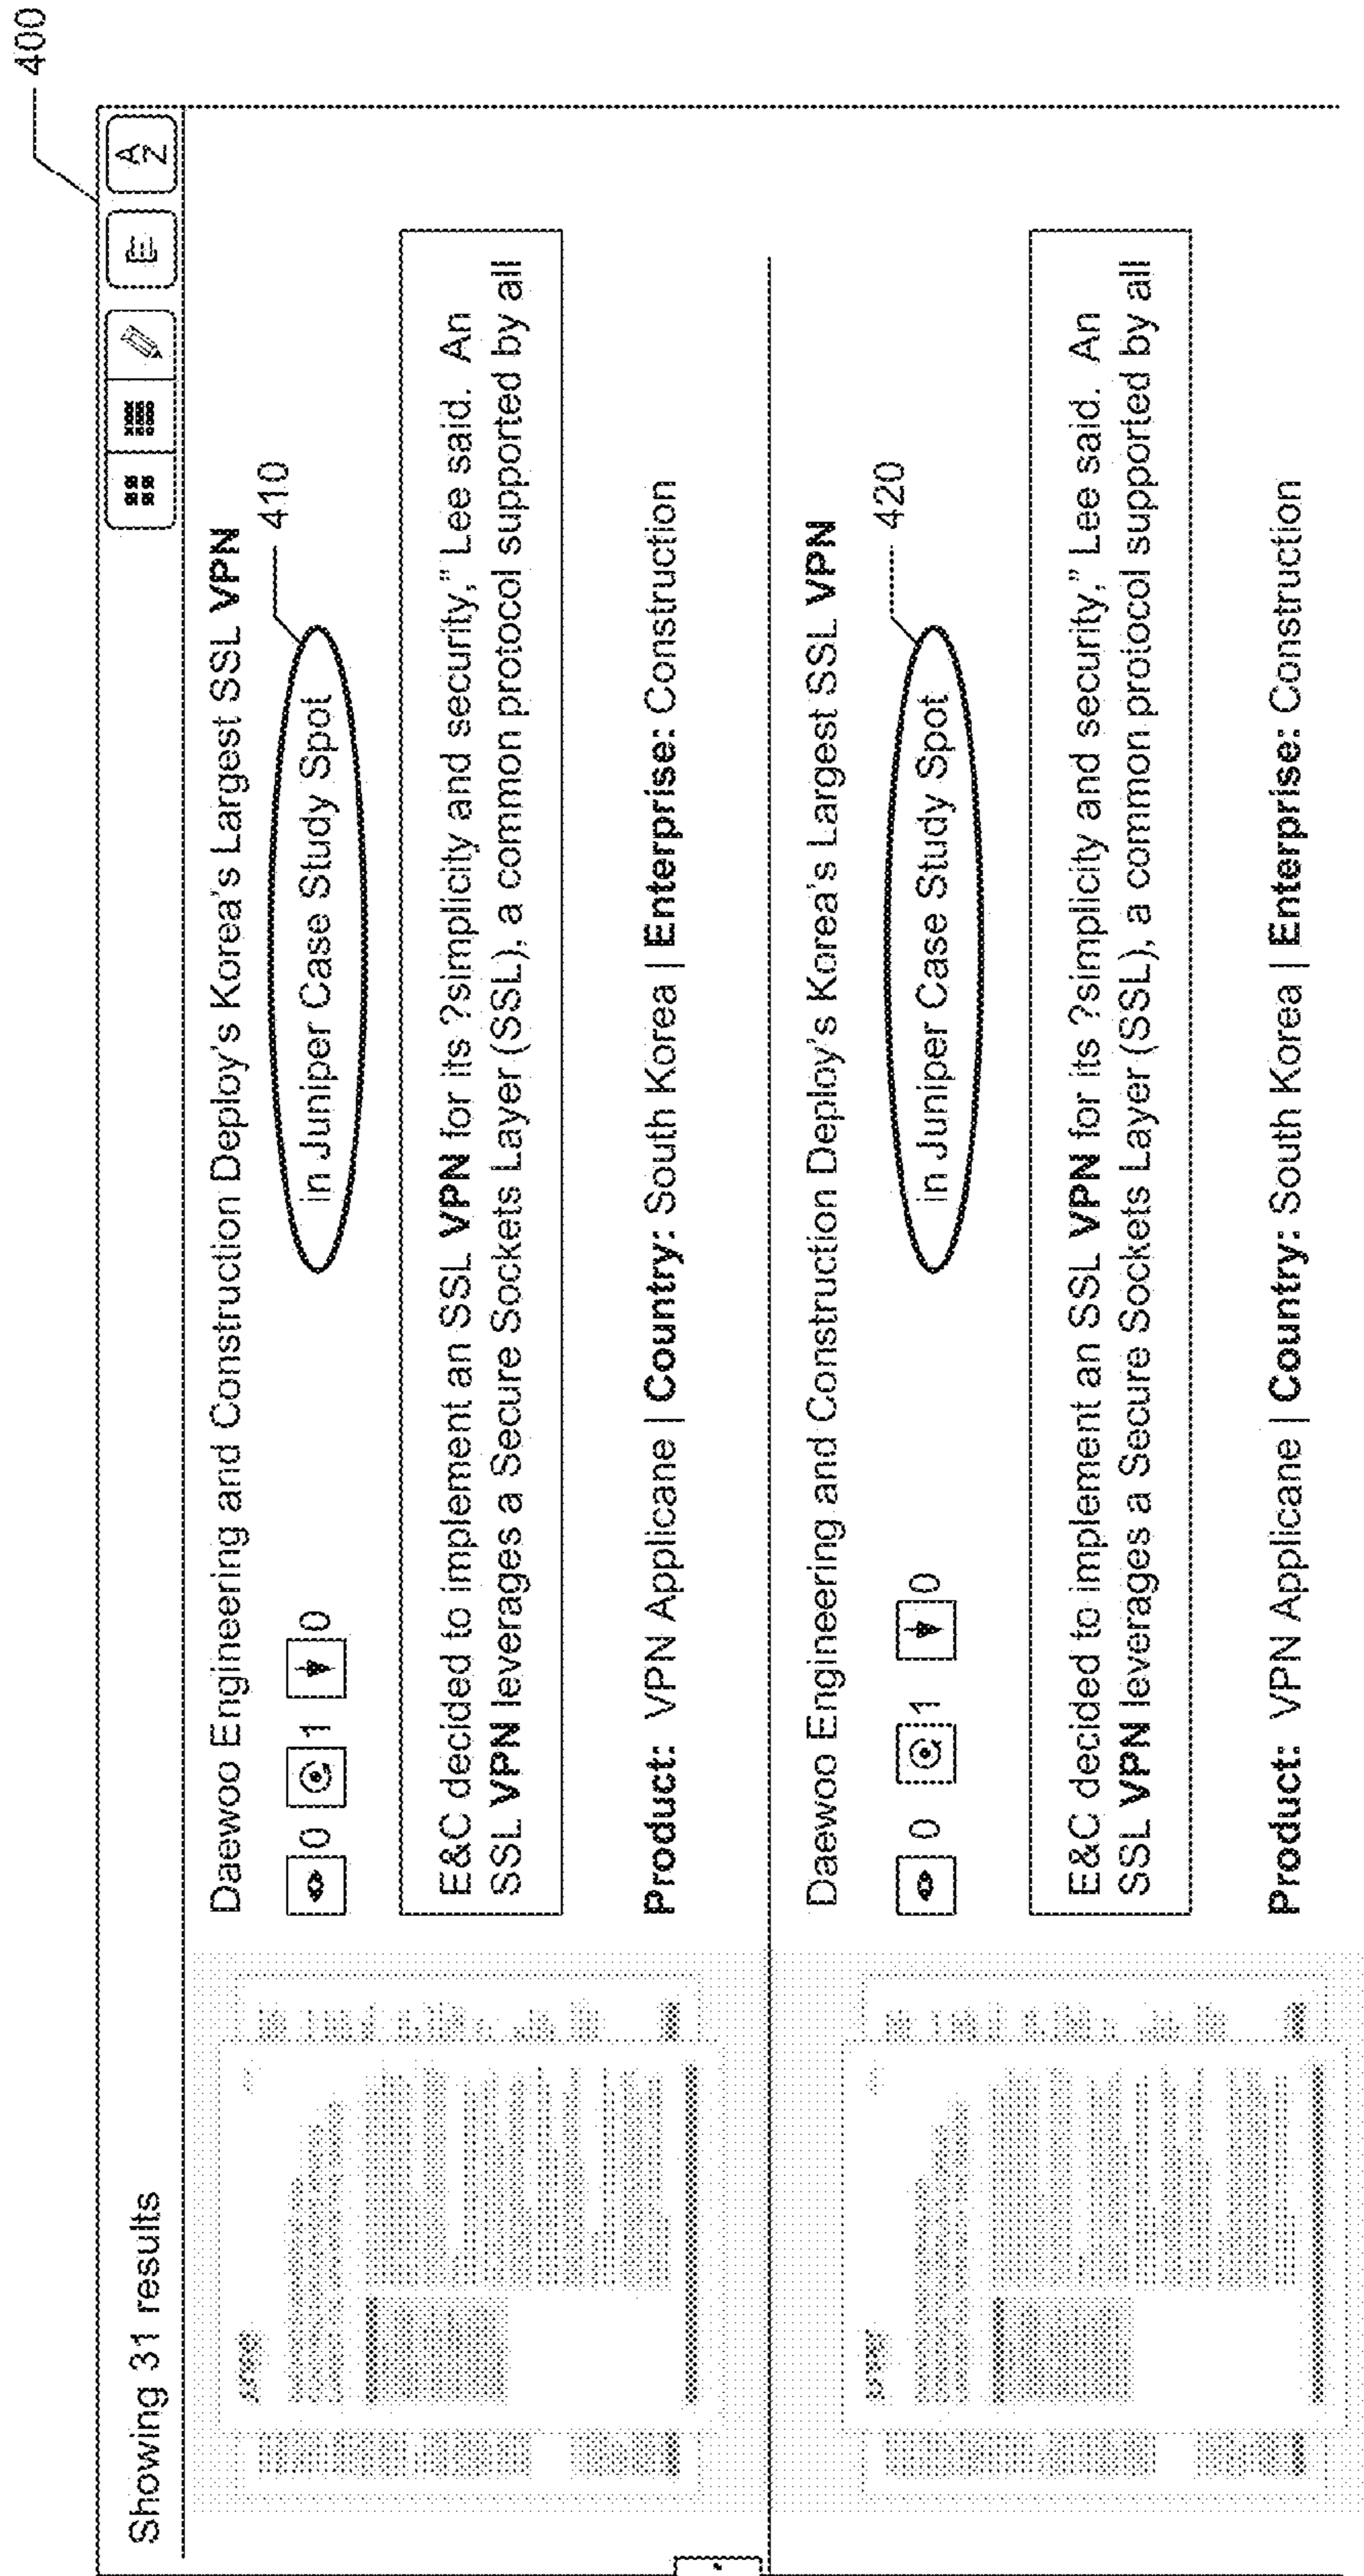 400
Showing 31 results
A
Z
Daewoo Engineering and Construction Deploy's Korea's Largest SSL VPN
0 1 0
in Juniper Case Study Spot
410
E&C decided to implement an SSL VPN for its ?simplicity and security," Lee said. An
SSL VPN leverages a Secure Sockets Layer (SSL), a common protocol supported by all
Product: VPN Applicane | Country: South Korea | Enterprise: Construction
Daewoo Engineering and Construction Deploy's Korea's Largest SSL VPN
0 1 0
in Juniper Case Study Spot
420
E&C decided to implement an SSL VPN for its ?simplicity and security," Lee said. An
SSL VPN leverages a Secure Sockets Layer (SSL), a common protocol supported by all
Product: VPN Applicane | Country: South Korea | Enterprise: Construction